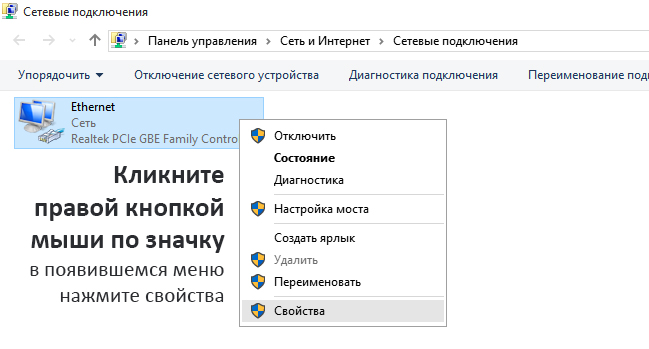 Сетевые подключения
Панель управления > Сеть и Интернет > Сетевые подключения
Упорядочить Отключение сетевого устройства Диагностика подключения Переименование под
Ethernet
Сеть
Realtek PCIe GBE Family Contro
Отключить
Состояние
Диагностика
Настройка моста
Создать ярлык
Удалить
Переименовать
Свойства
Кликните
правой кнопкой
мыши по значку
в появившемся меню
нажмите свойства